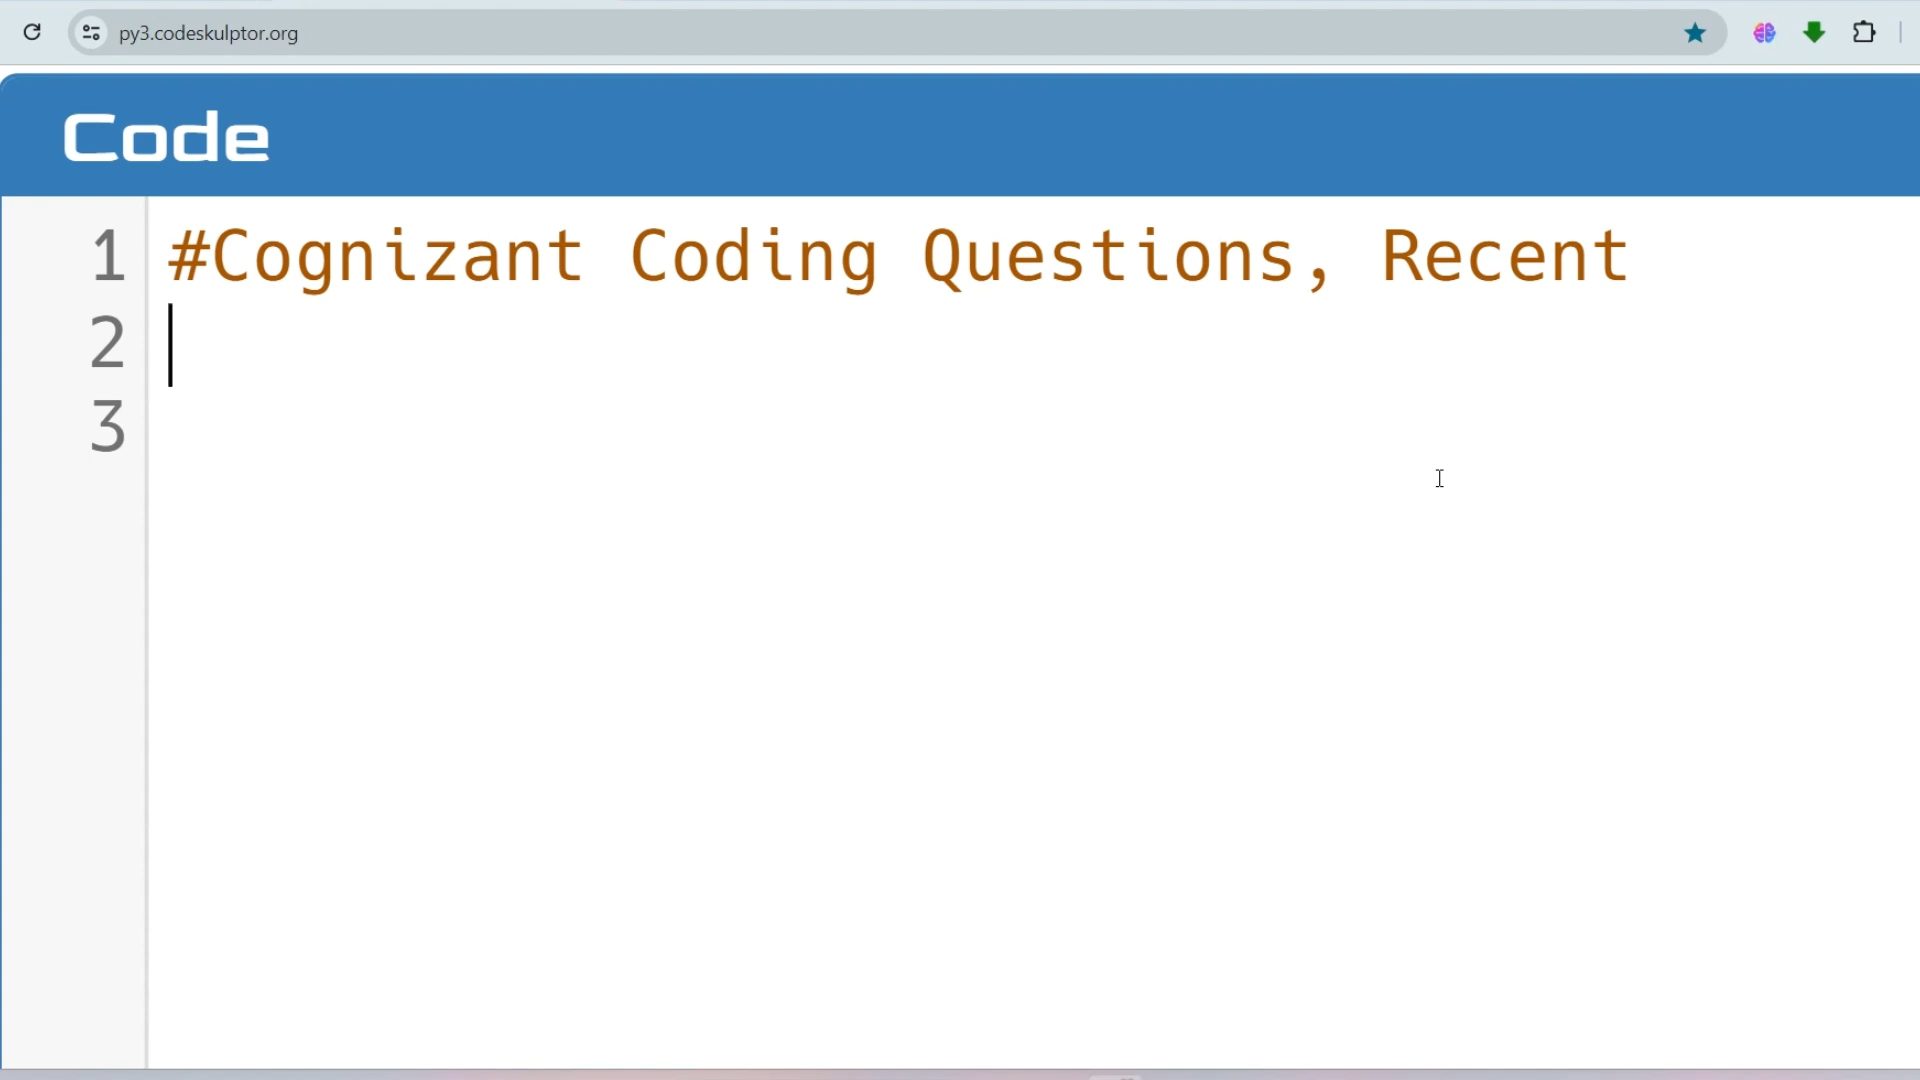 py3.codeskulptor.org
Code
1 #Cognizant Coding Questions, Recent
2
3